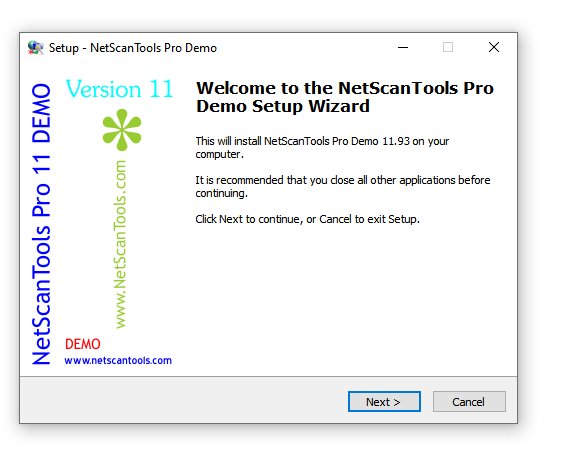 Setup - NetScanTools Pro Demo
NetScanTools Pro 11 DEMO
Version 11
www.NetScanTools.com
DEMO
www.netscantools.com
Welcome to the NetScanTools Pro
Demo Setup Wizard
This will install NetScanTools Pro Demo 11.93 on your
computer.
It is recommended that you close all other applications before
continuing.
Click Next to continue, or Cancel to exit Setup.
Next >
Cancel